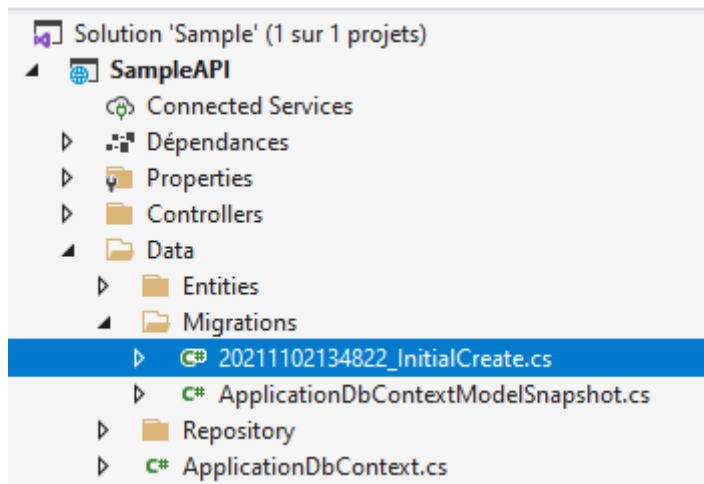 Solution 'Sample' (1 sur 1 projets)
SampleAPI
Connected Services
Dépendances
Properties
Controllers
Data
Entities
Migrations
C# 20211102134822_InitialCreate.cs
C# ApplicationDbContextModelSnapshot.cs
Repository
C# ApplicationDbContext.cs